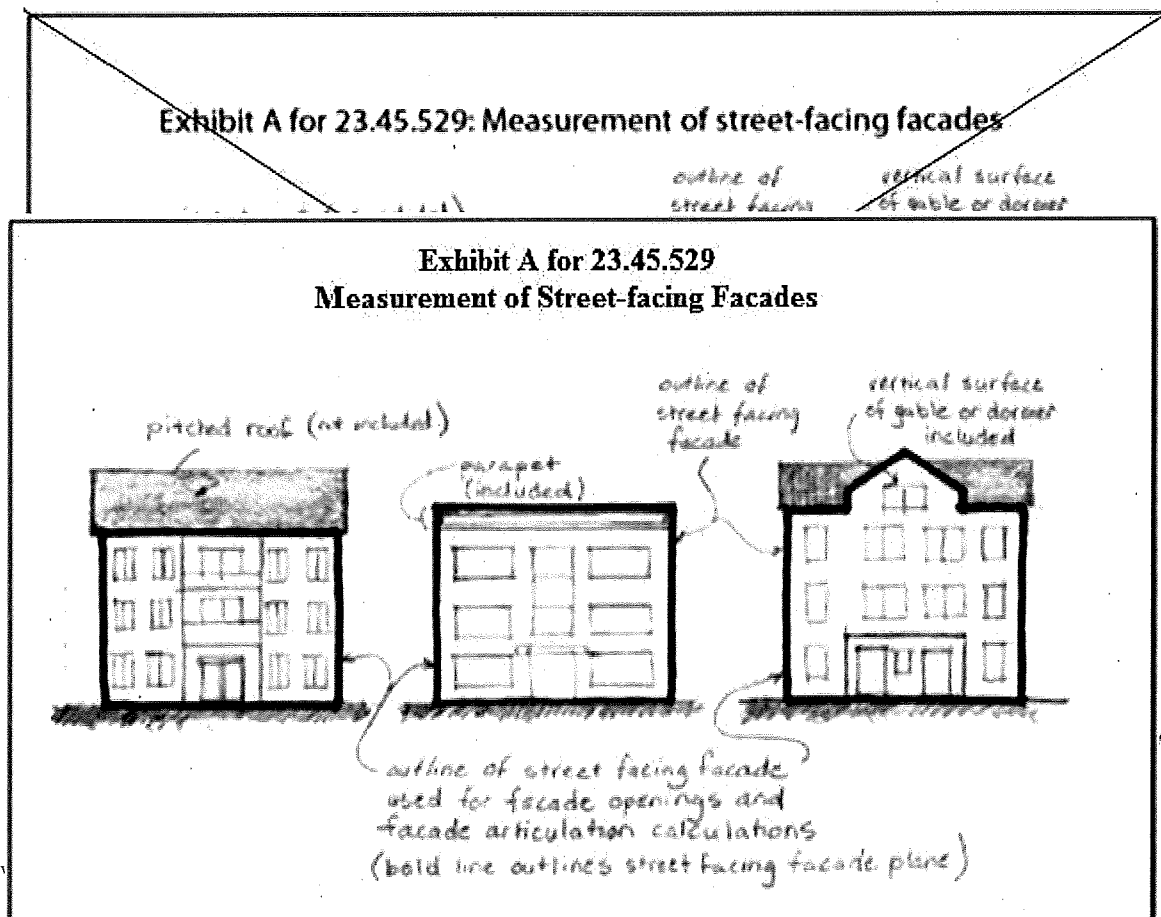 Exhibit A for 23.45.529: Measurement of street-facing facades
outline of
street facing
vertical surface
of gable or dormer
Exhibit A for 23.45.529
Measurement of Street-facing Facades
pitched roof (not included)
parapet
(included)
outline of
street facing
facade
vertical surface
of gable or dormer
included
outline of street facing facade
used for facade openings and
facade articulation calculations
(bold line outlines street facing facade plane)